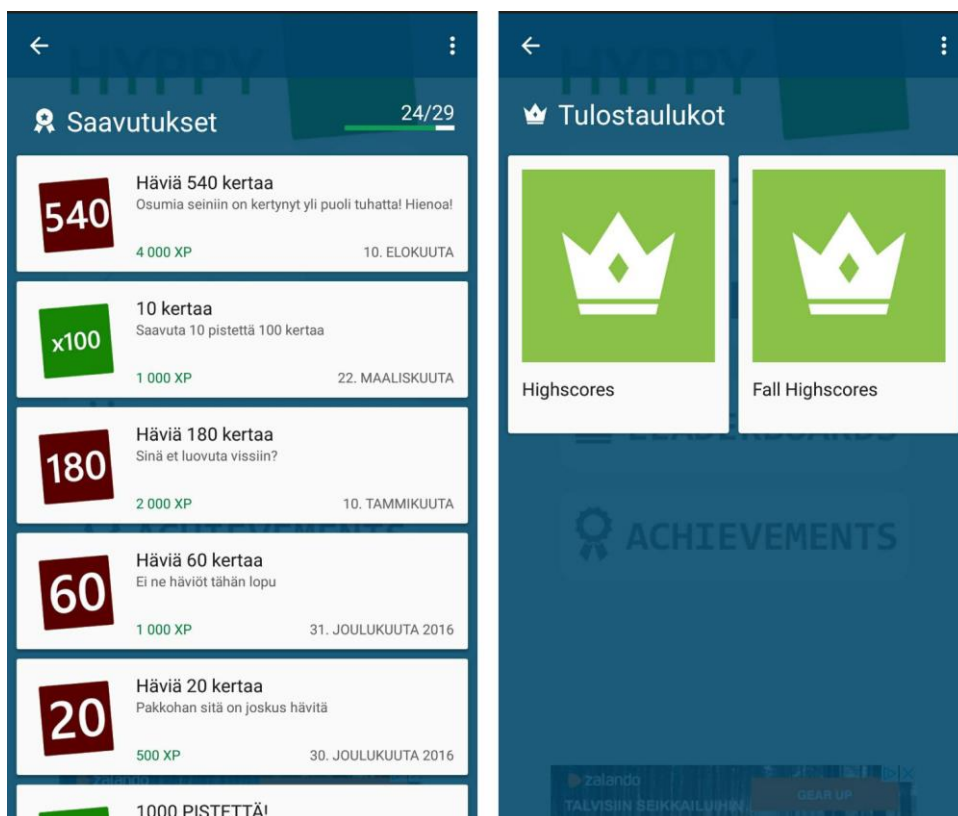 HYPPY
Saavutukset
24/29
540
Häviä 540 kertaa
Osumia seiniin on kertynyt yli puoli tuhatta! Hienoa!
4 000 XP
10. ELOKUUTA
x100
10 kertaa
Saavuta 10 pistettä 100 kertaa
1 000 XP
22. MAALISKUUTA
180
Häviä 180 kertaa
Sinä et luovuta vissiin?
2 000 XP
10. TAMMIKUUTA
ACHIEVEMENTS
60
Häviä 60 kertaa
Ei ne häviöt tähän lopu
1 000 XP
31. JOULUKUUTA 2016
20
Häviä 20 kertaa
Pakkohan sitä on joskus hävitä
500 XP
30. JOULUKUUTA 2016
zalando
1000 PISTETTÄ!
HYPPY
Tulostaulukot
Highscores
Fall Highscores
LEADERBOARDS
ACHIEVEMENTS
zalando
TALVISIIN SEIKKAILUIHIN
GEAR UP